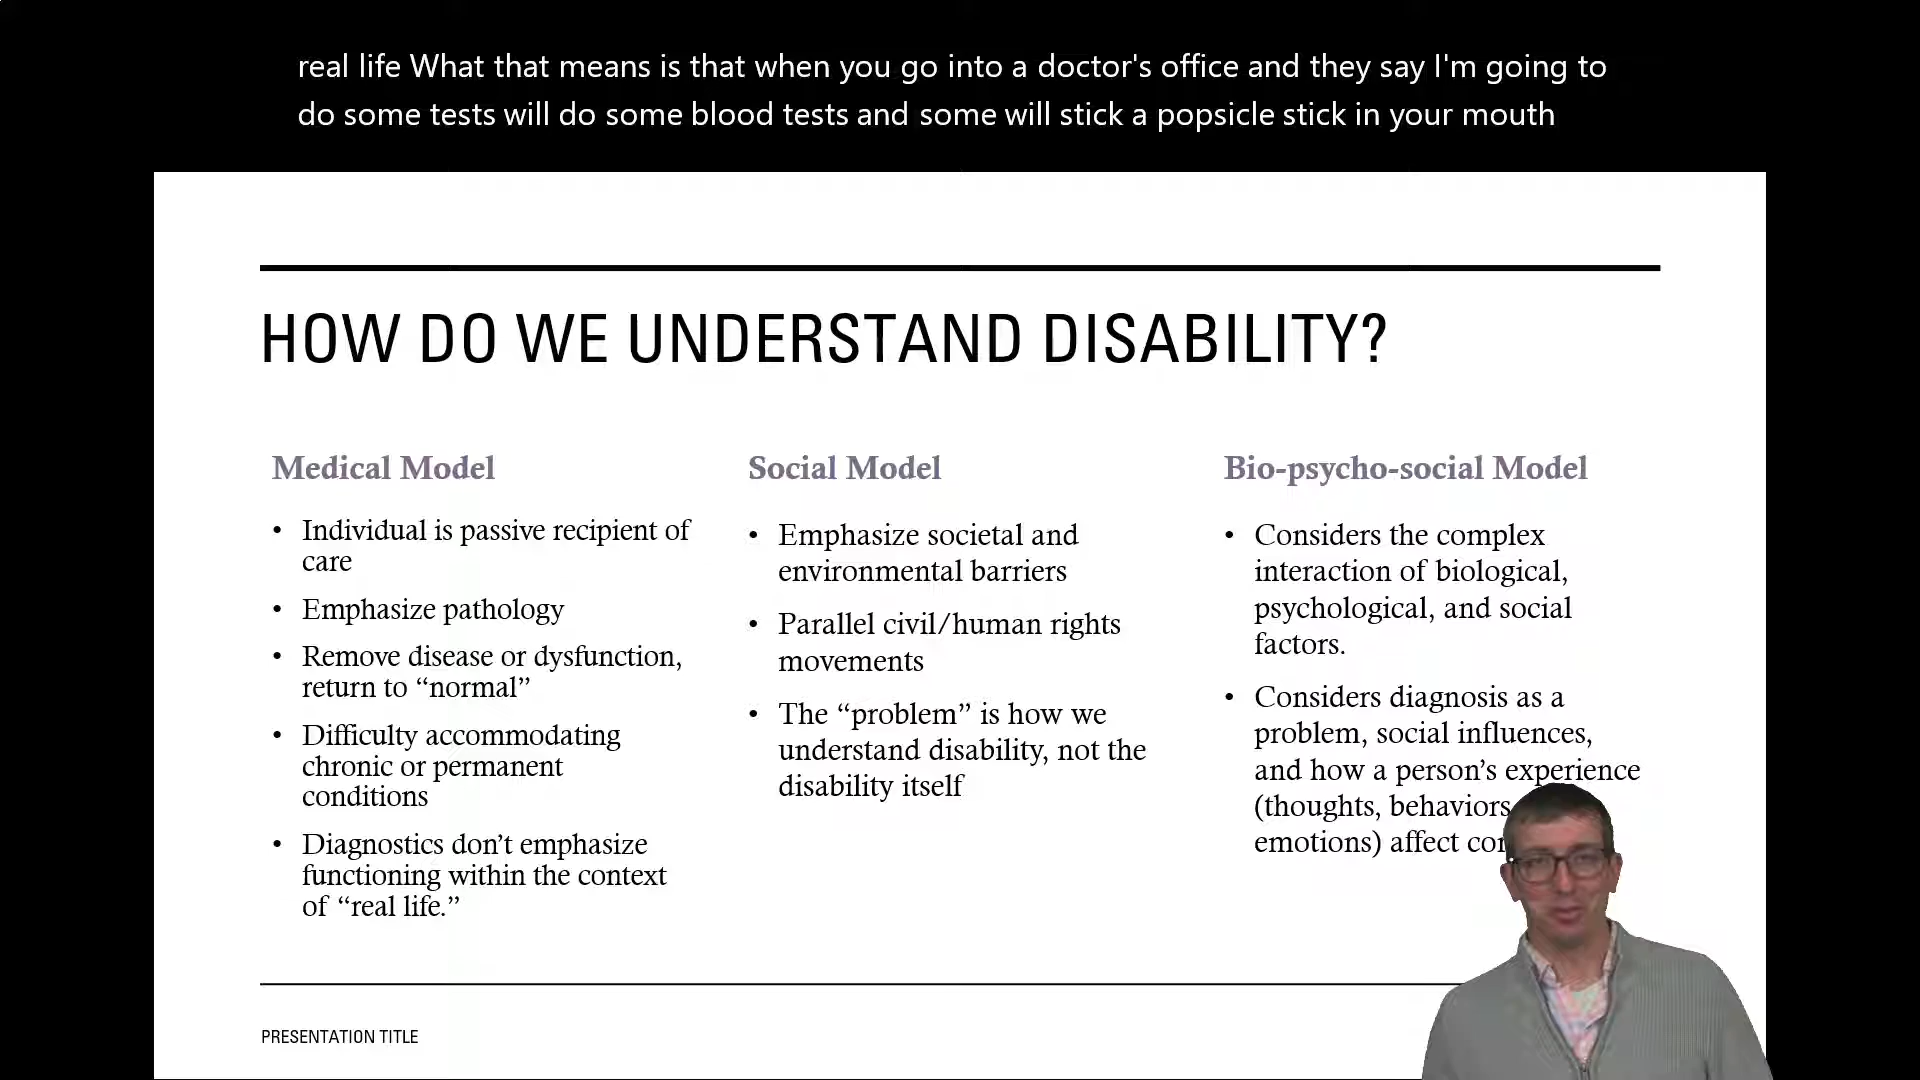 real life What that means is that when you go into a doctor's office and they say I'm going to
do some tests will do some blood tests and some will stick a popsicle stick in your mouth
HOW DO WE UNDERSTAND DISABILITY?
Medical Model
• Individual is passive recipient of
care
• Emphasize pathology
• Remove disease or dysfunction,
return to “normal”
• Difficulty accommodating
chronic or permanent
conditions
• Diagnostics don’t emphasize
functioning within the context
of “real life.”
Social Model
• Emphasize societal and
environmental barriers
• Parallel civil/human rights
movements
• The “problem” is how we
understand disability, not the
disability itself
Bio-psycho-social Model
• Considers the complex
interaction of biological,
psychological, and social
factors.
• Considers diagnosis as a
problem, social influences,
and how a person’s experience
(thoughts, behaviors
emotions) affect
PRESENTATION TITLE